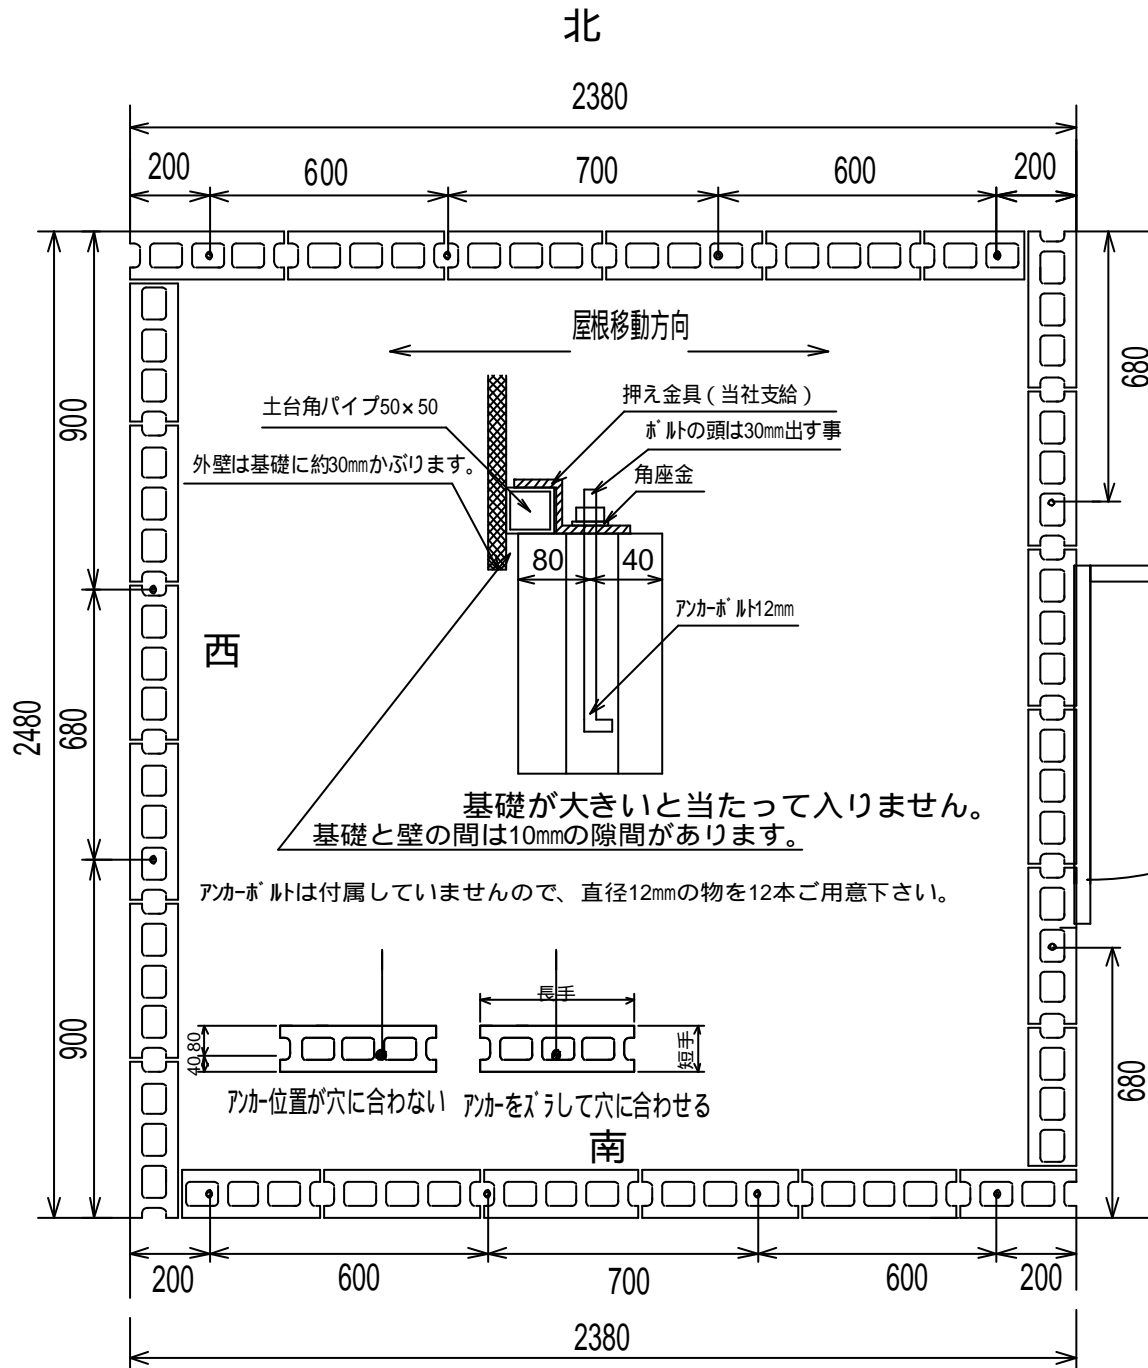 北
2380
200
600
700
600
200
屋根移動方向
押え金具(当社支給)
土台角パイプ50×50
ボルトの頭は30mm出す事
外壁は基礎に約30mmかぶります。
角座金
80
40
アンカーボルト12mm
900
680
900
2480
西
680
680
基礎が大きいと当たって入りません。
基礎と壁の間は10mmの隙間があります。
アンカーボルトは付属していませんので、直径12mmの物を12本ご用意下さい。
長手
短手
40
80
アンカー位置が穴に合わない
アンカーをズラして穴に合わせる
南
200
600
700
600
200
2380